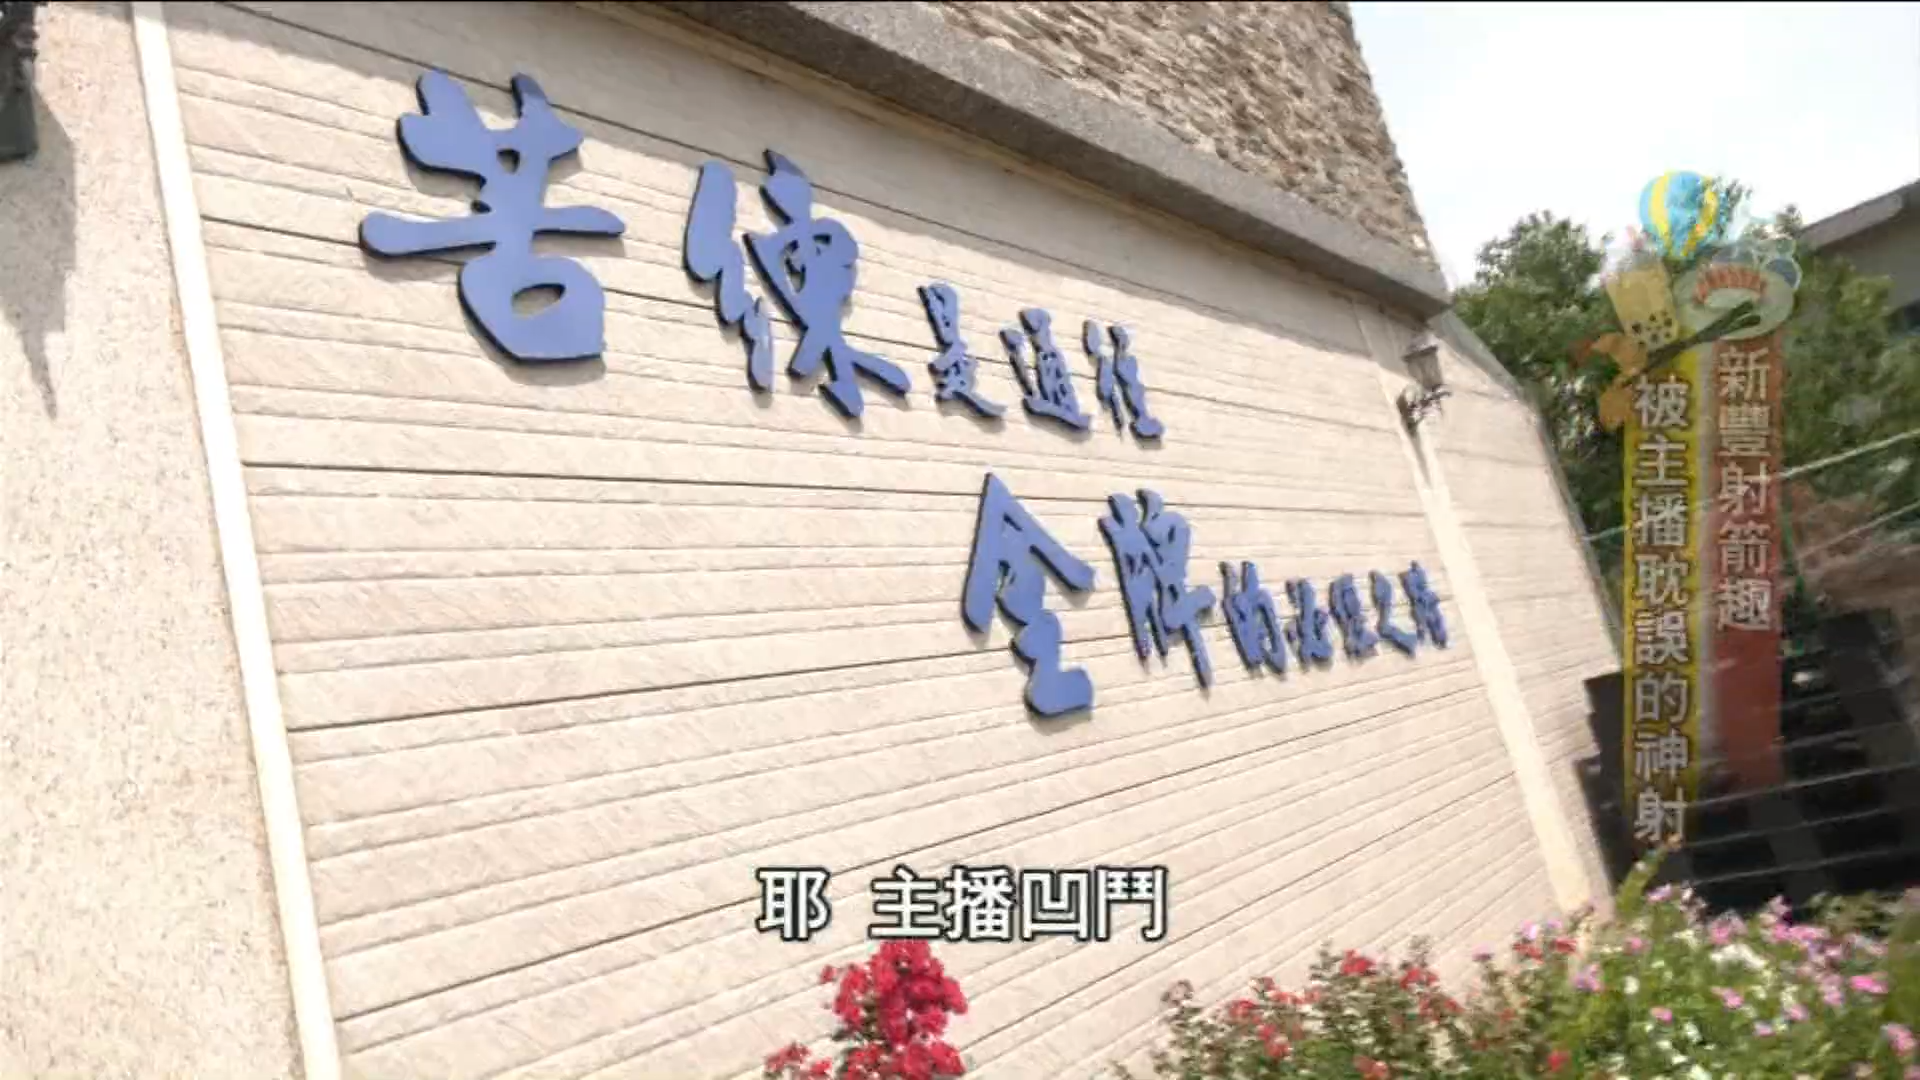 苦練是通往
金牌的必經之路
新豐射箭趣
被主播耽誤的神射
耶 主播凹鬥